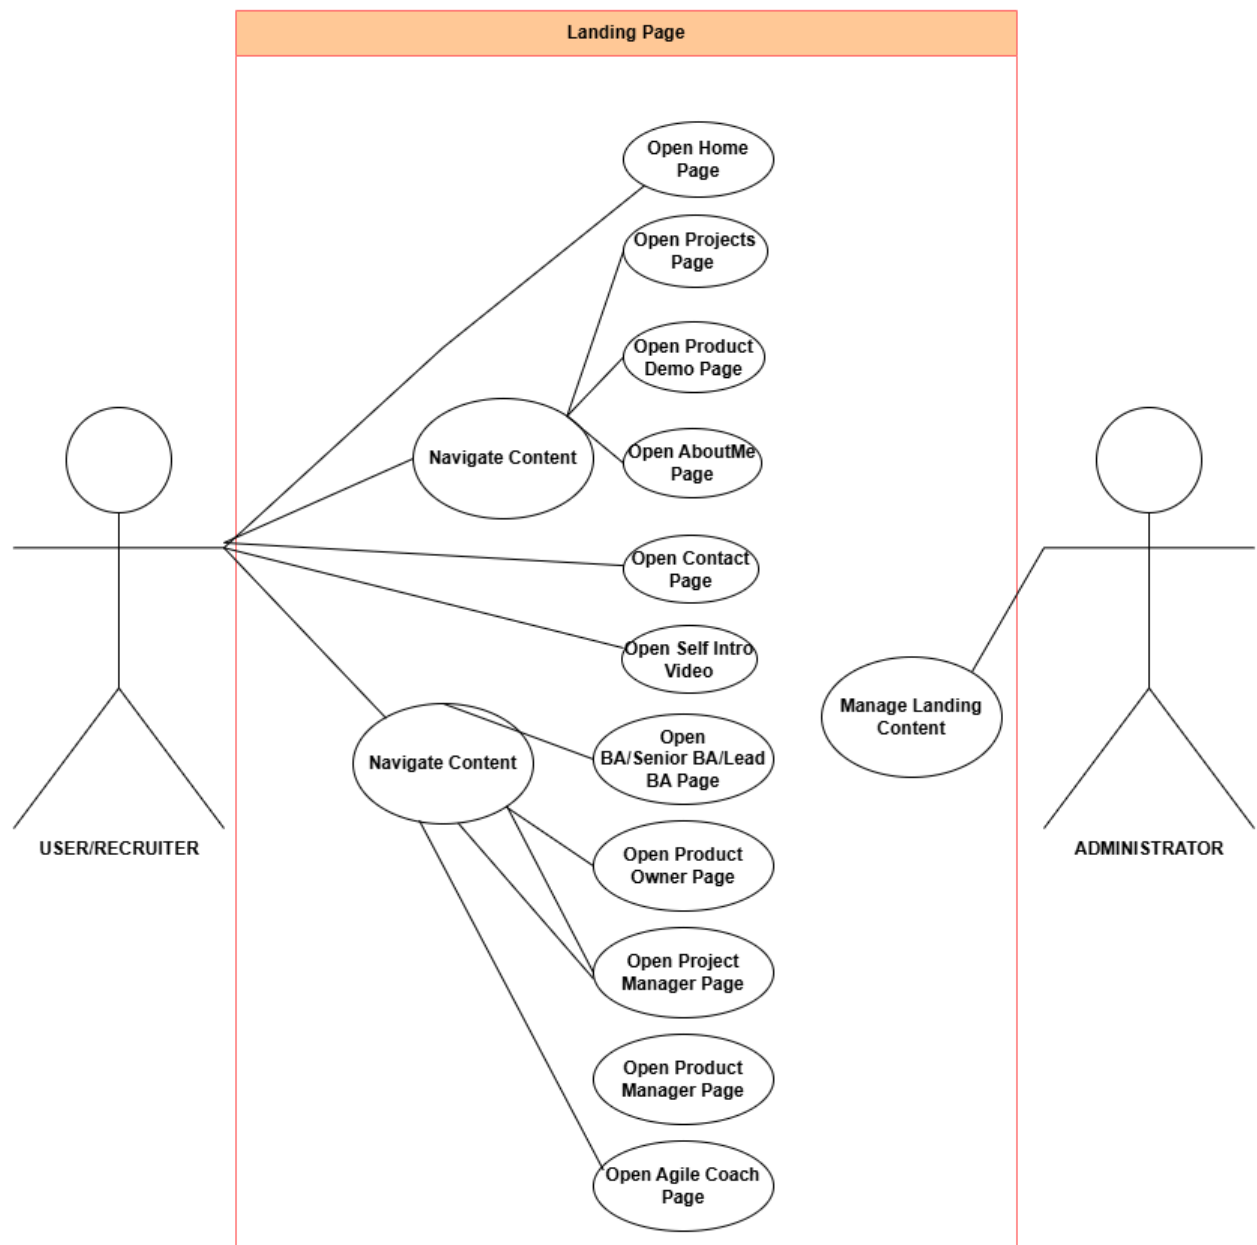 Landing Page
Open Home
Page
Open Projects
Page
Open Product
Demo Page
Navigate Content
Open AboutMe
Page
Open Contact
Page
Open Self Intro
Video
Manage Landing
Content
Navigate Content
Open
BA/Senior BA/Lead
BA Page
USER/RECRUITER
ADMINISTRATOR
Open Product
Owner Page
Open Project
Manager Page
Open Product
Manager Page
Open Agile Coach
Page